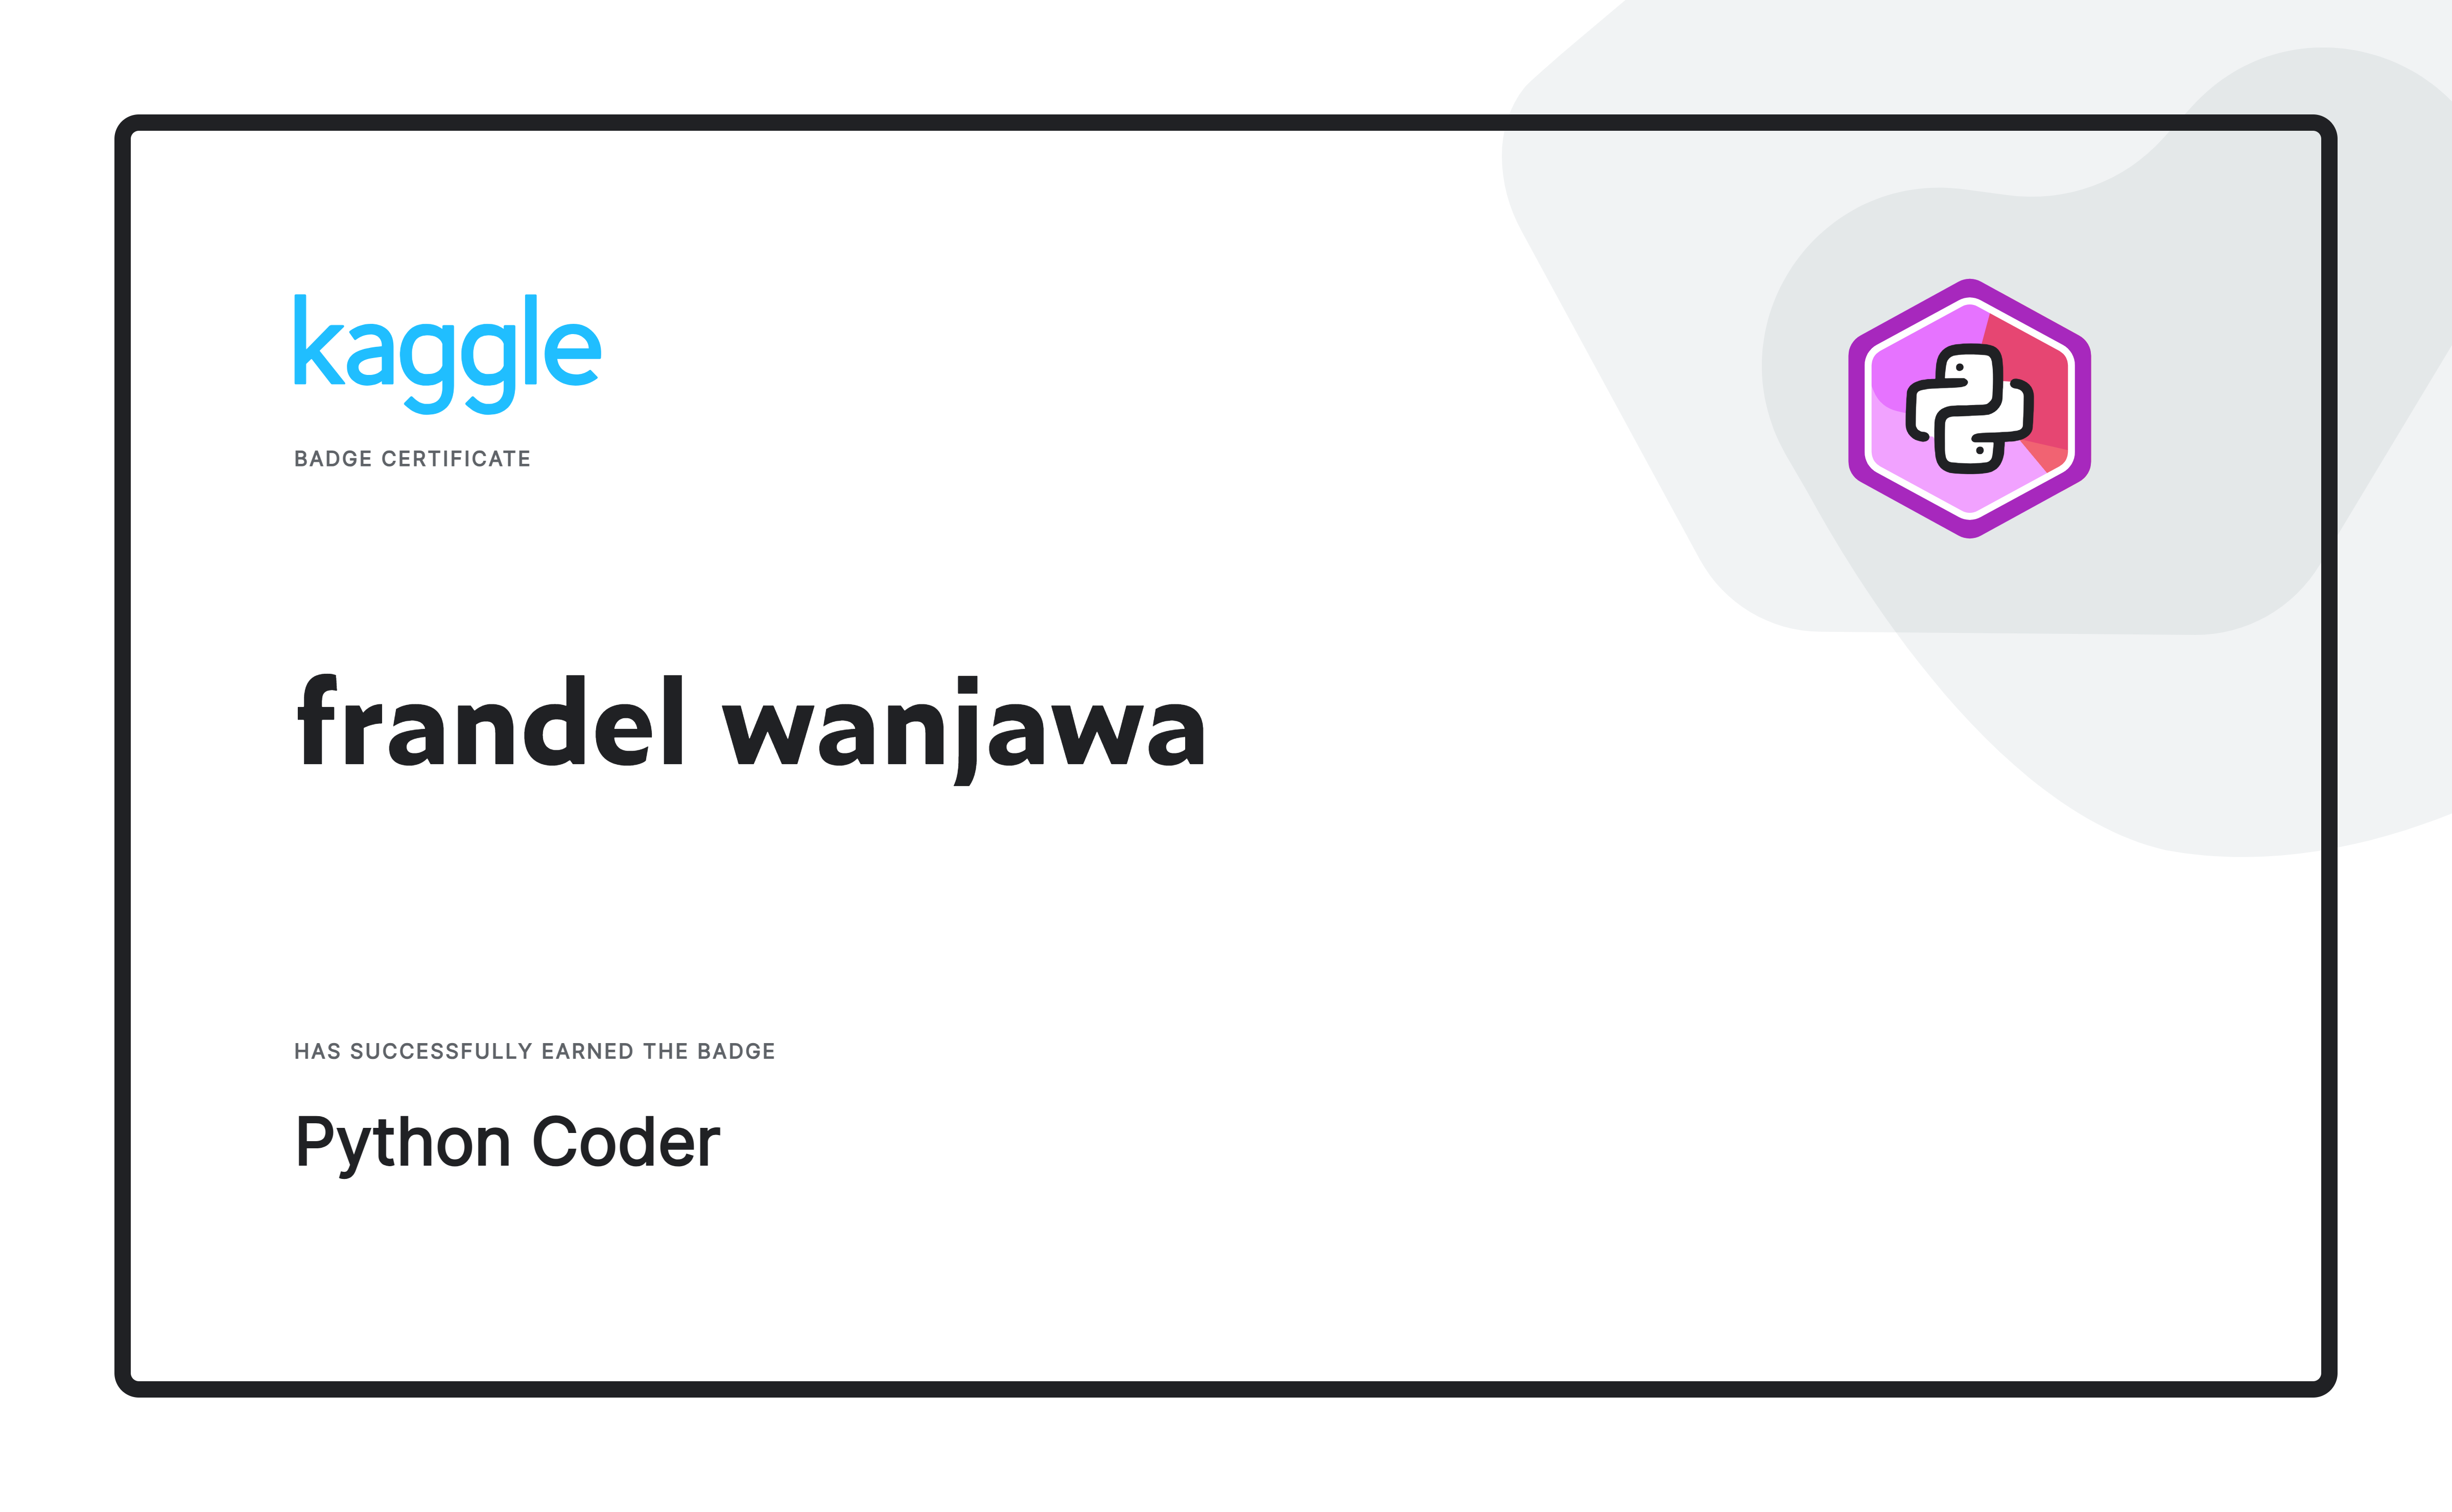 kaggle
BADGE CERTIFICATE
frandel wanjawa
HAS SUCCESSFULLY EARNED THE BADGE
Python Coder